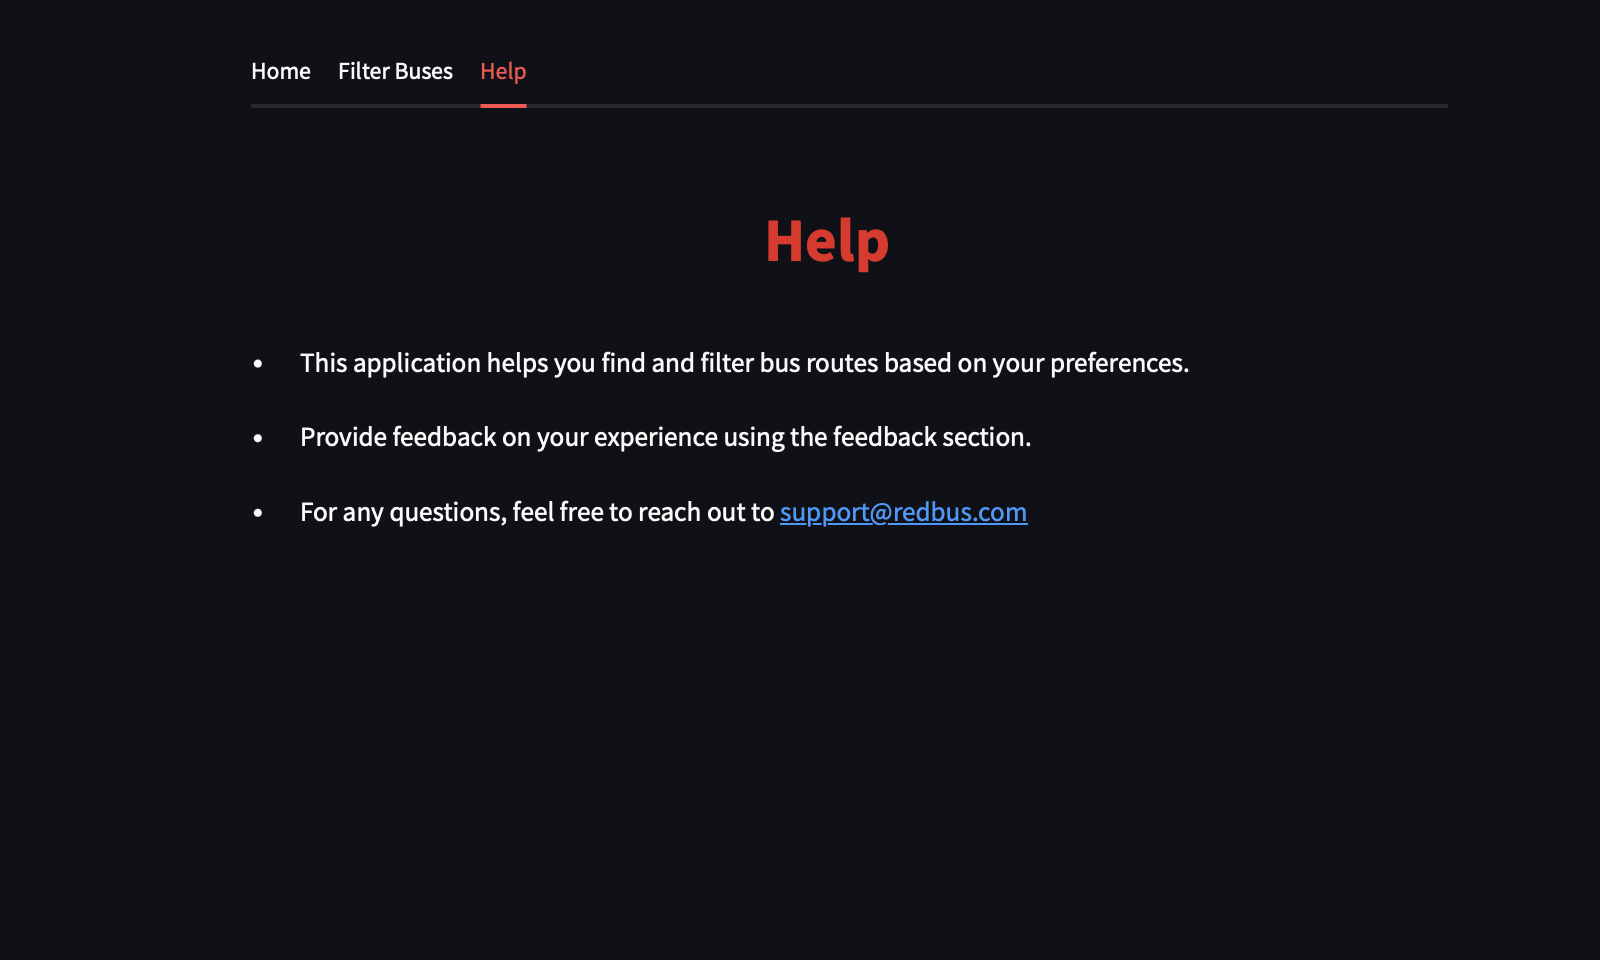 Home Filter Buses Help
Help
• This application helps you find and filter bus routes based on your preferences.
• Provide feedback on your experience using the feedback section.
• For any questions, feel free to reach out to support@redbus.com